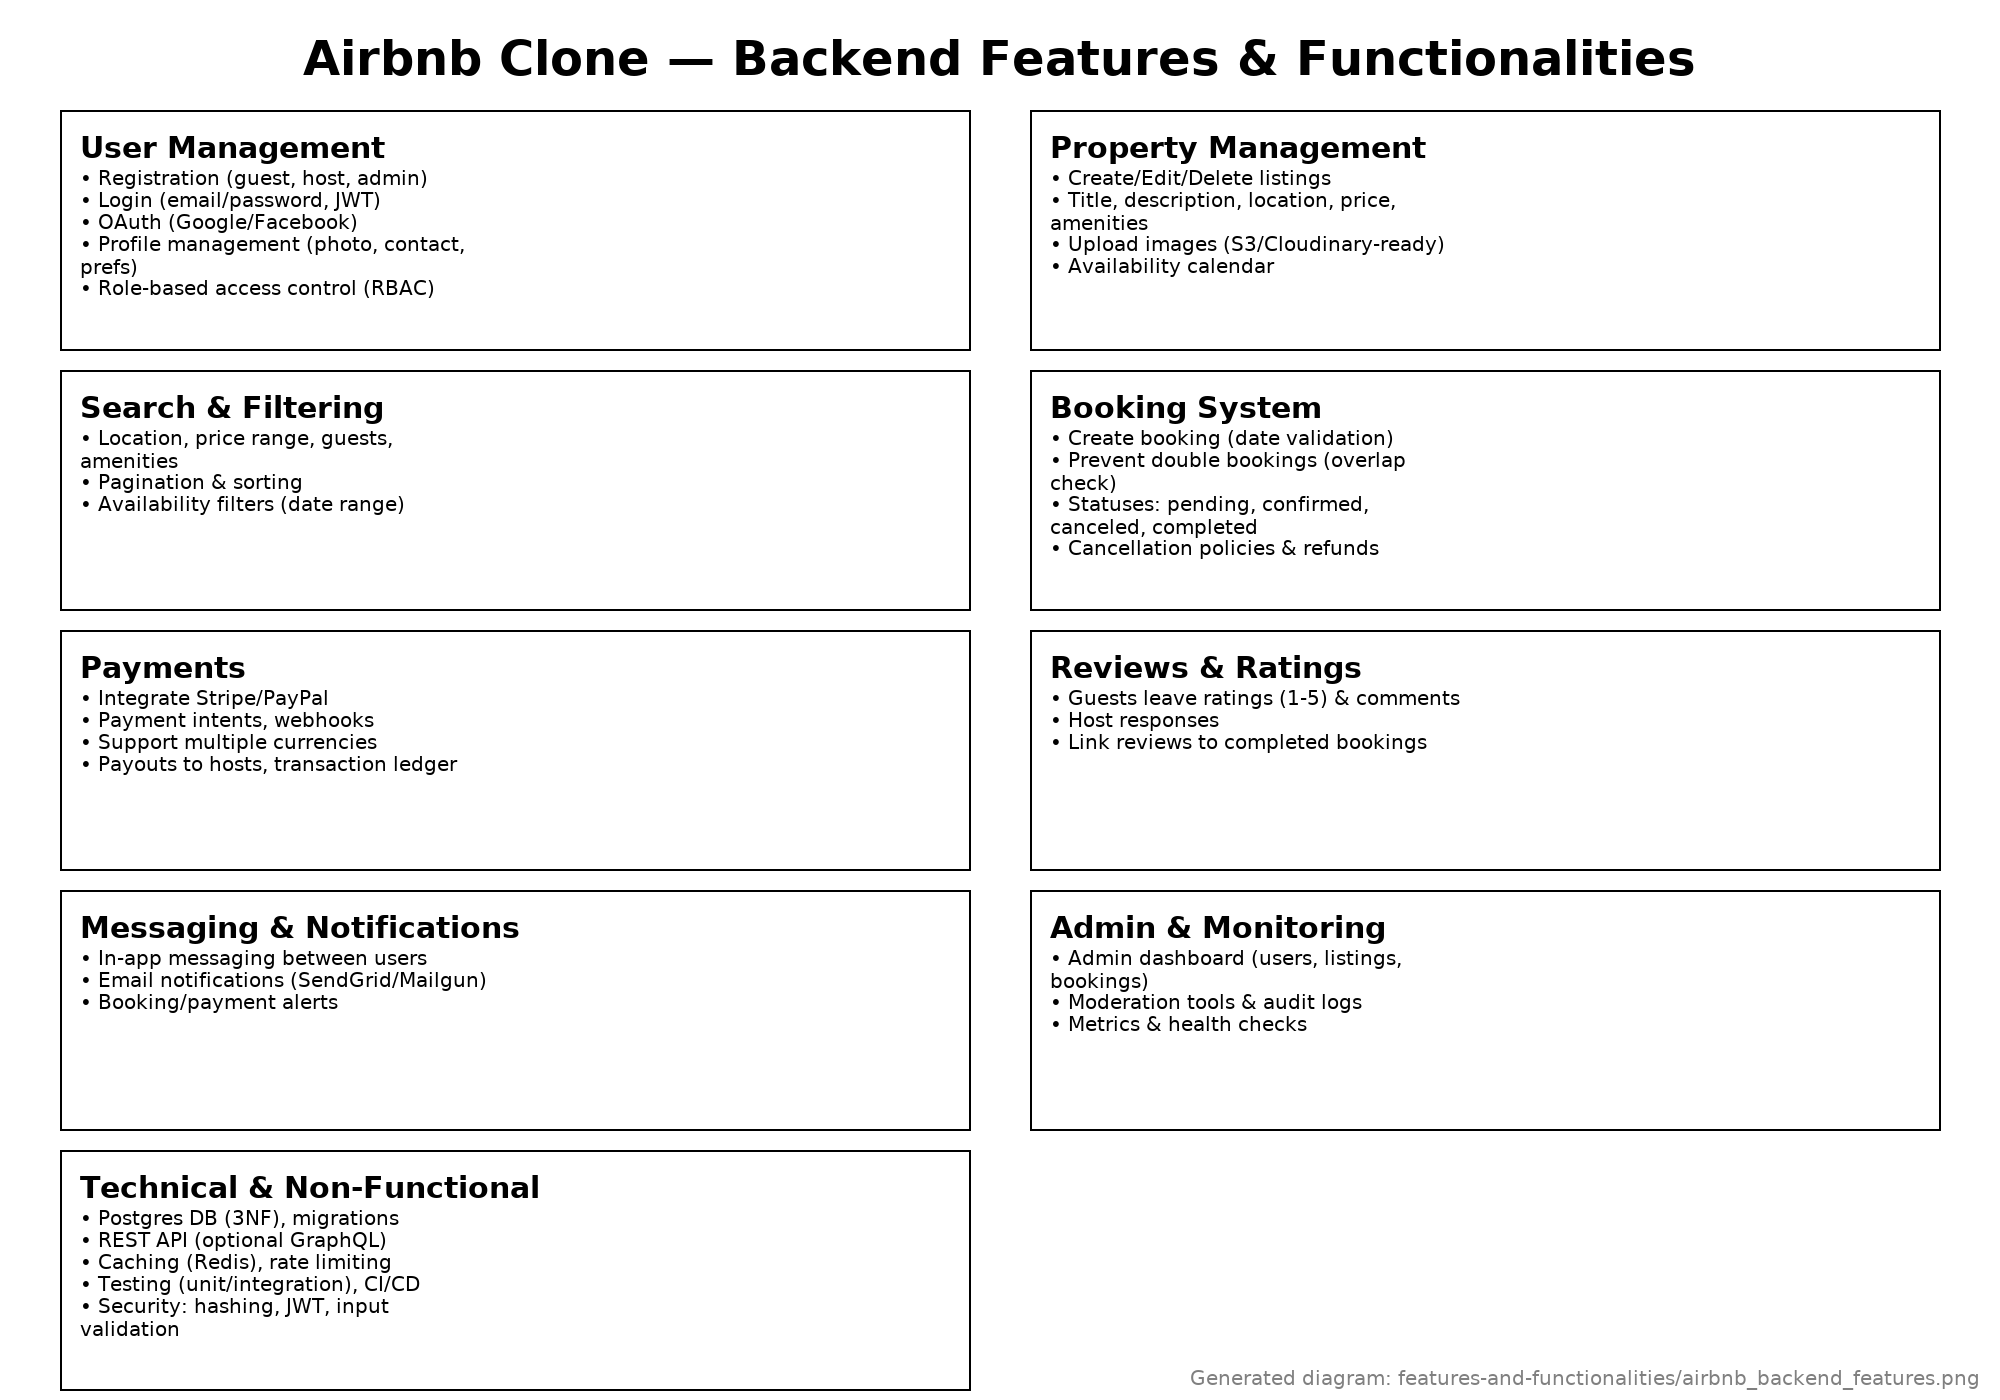 Airbnb Clone — Backend Features & Functionalities
User Management
• Registration (guest, host, admin)
• Login (email/password, JWT)
• OAuth (Google/Facebook)
• Profile management (photo, contact,
prefs)
• Role-based access control (RBAC)
Property Management
• Create/Edit/Delete listings
• Title, description, location, price,
amenities
• Upload images (S3/Cloudinary-ready)
• Availability calendar
Search & Filtering
• Location, price range, guests,
amenities
• Pagination & sorting
• Availability filters (date range)
Booking System
• Create booking (date validation)
• Prevent double bookings (overlap
check)
• Statuses: pending, confirmed,
canceled, completed
• Cancellation policies & refunds
Payments
• Integrate Stripe/PayPal
• Payment intents, webhooks
• Support multiple currencies
• Payouts to hosts, transaction ledger
Reviews & Ratings
• Guests leave ratings (1-5) & comments
• Host responses
• Link reviews to completed bookings
Messaging & Notifications
• In-app messaging between users
• Email notifications (SendGrid/Mailgun)
• Booking/payment alerts
Admin & Monitoring
• Admin dashboard (users, listings,
bookings)
• Moderation tools & audit logs
• Metrics & health checks
Technical & Non-Functional
• Postgres DB (3NF), migrations
• REST API (optional GraphQL)
• Caching (Redis), rate limiting
• Testing (unit/integration), CI/CD
• Security: hashing, JWT, input
validation
Generated diagram: features-and-functionalities/airbnb_backend_features.png